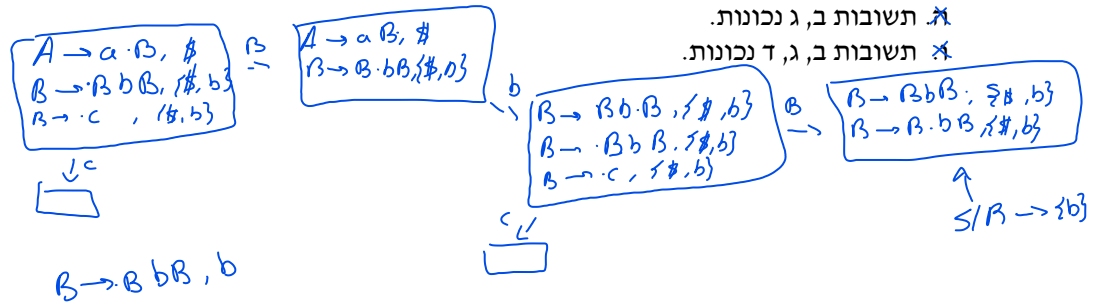 ה. תשובות ב, ג נכונות.
ו. תשובות ב, ג, ד נכונות.
A → a·B, $
B → ·BbB, {$,b}
B → ·c , {$,b}
B
A → aB·, $
B → B·bB, {$,b}
b
B → Bb·B, {$,b}
B → ·BbB, {$,b}
B → ·c, {$,b}
B
B → BbB·, {$,b}
B → B·bB, {$,b}
c
c
S/R → {b}
B → ·BbB, b